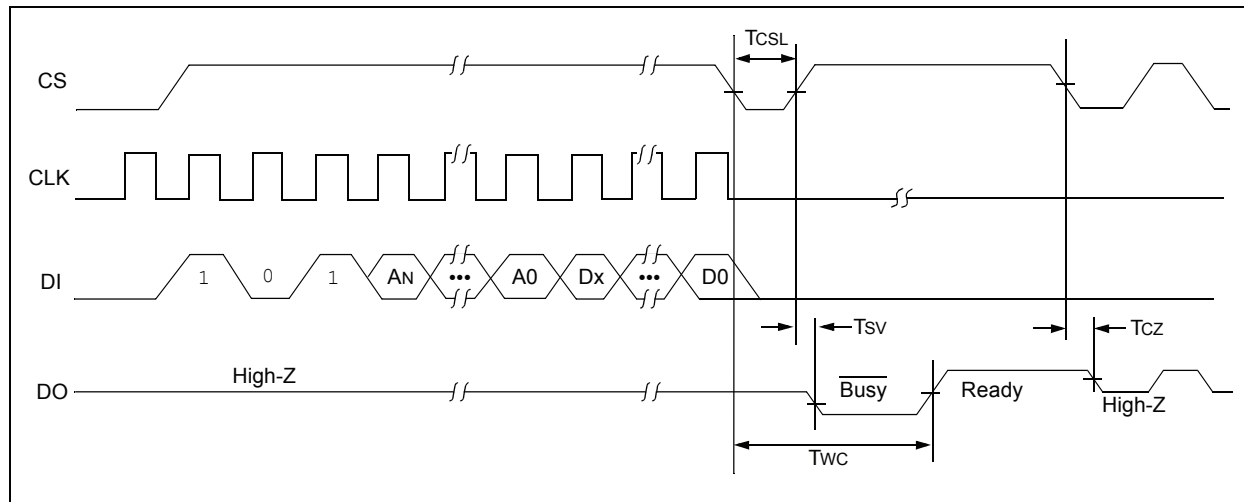 TCSL
CS
CLK
DI
1 0 1 AN ••• A0 Dx ••• D0
TSV
TCZ
High-Z
DO
Busy
Ready
High-Z
TWC